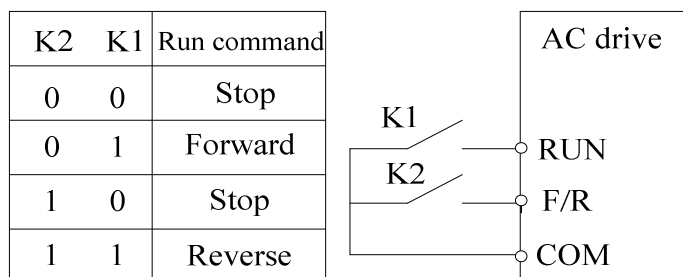 K2 K1 Run command
0 0 Stop
0 1 Forward
1 0 Stop
1 1 Reverse
AC drive
K1
RUN
K2
F/R
COM